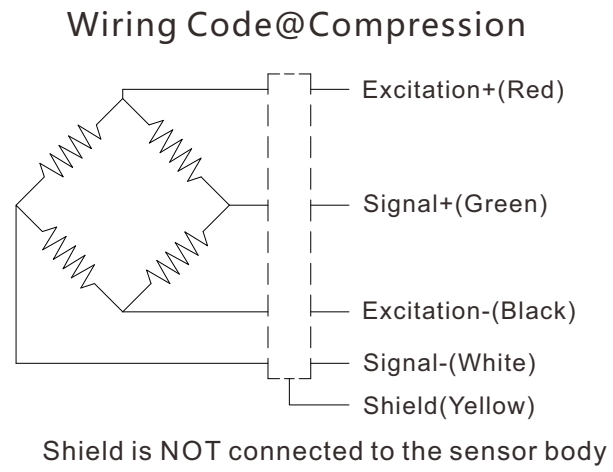 Wiring Code@Compression
Excitation+(Red)
Signal+(Green)
Excitation-(Black)
Signal-(White)
Shield(Yellow)
Shield is NOT connected to the sensor body